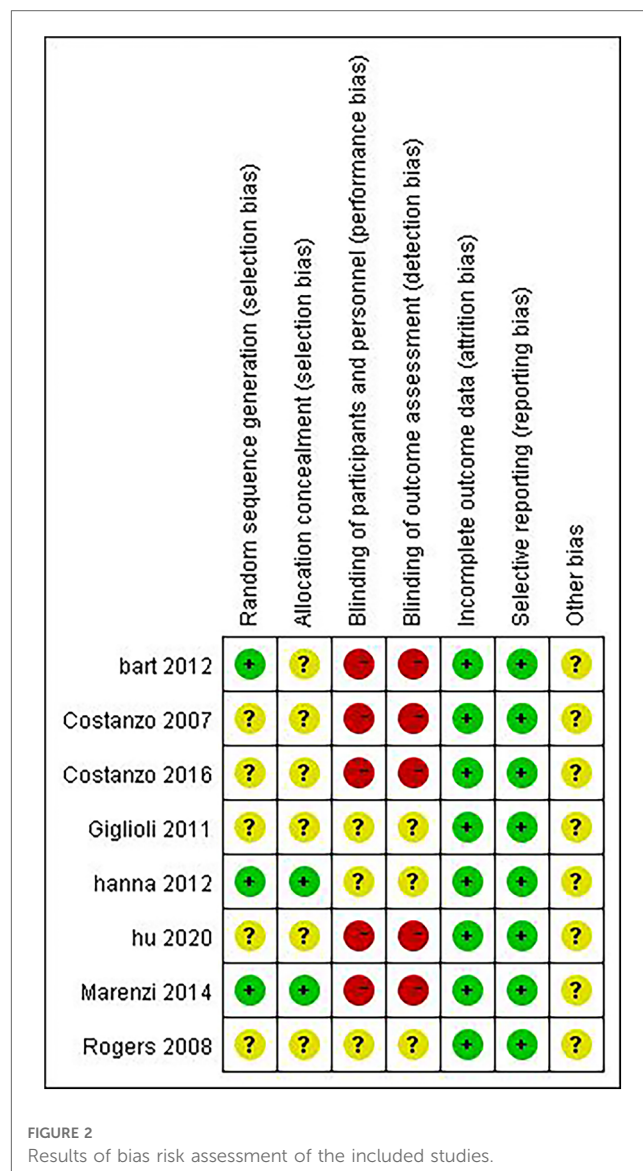 Random sequence generation (selection bias)
Allocation concealment (selection bias)
Blinding of participants and personnel (performance bias)
Blinding of outcome assessment (detection bias)
Incomplete outcome data (attrition bias)
Selective reporting (reporting bias)
Other bias
bart 2012 + ? - - + + ?
Costanzo 2007 ? ? - - + + ?
Costanzo 2016 ? ? - - + + ?
Giglioli 2011 ? ? ? ? + + ?
hanna 2012 + + ? ? + + ?
hu 2020 ? ? - - + + ?
Marenzi 2014 + + - - + + ?
Rogers 2008 ? ? ? ? + + ?
FIGURE 2
Results of bias risk assessment of the included studies.